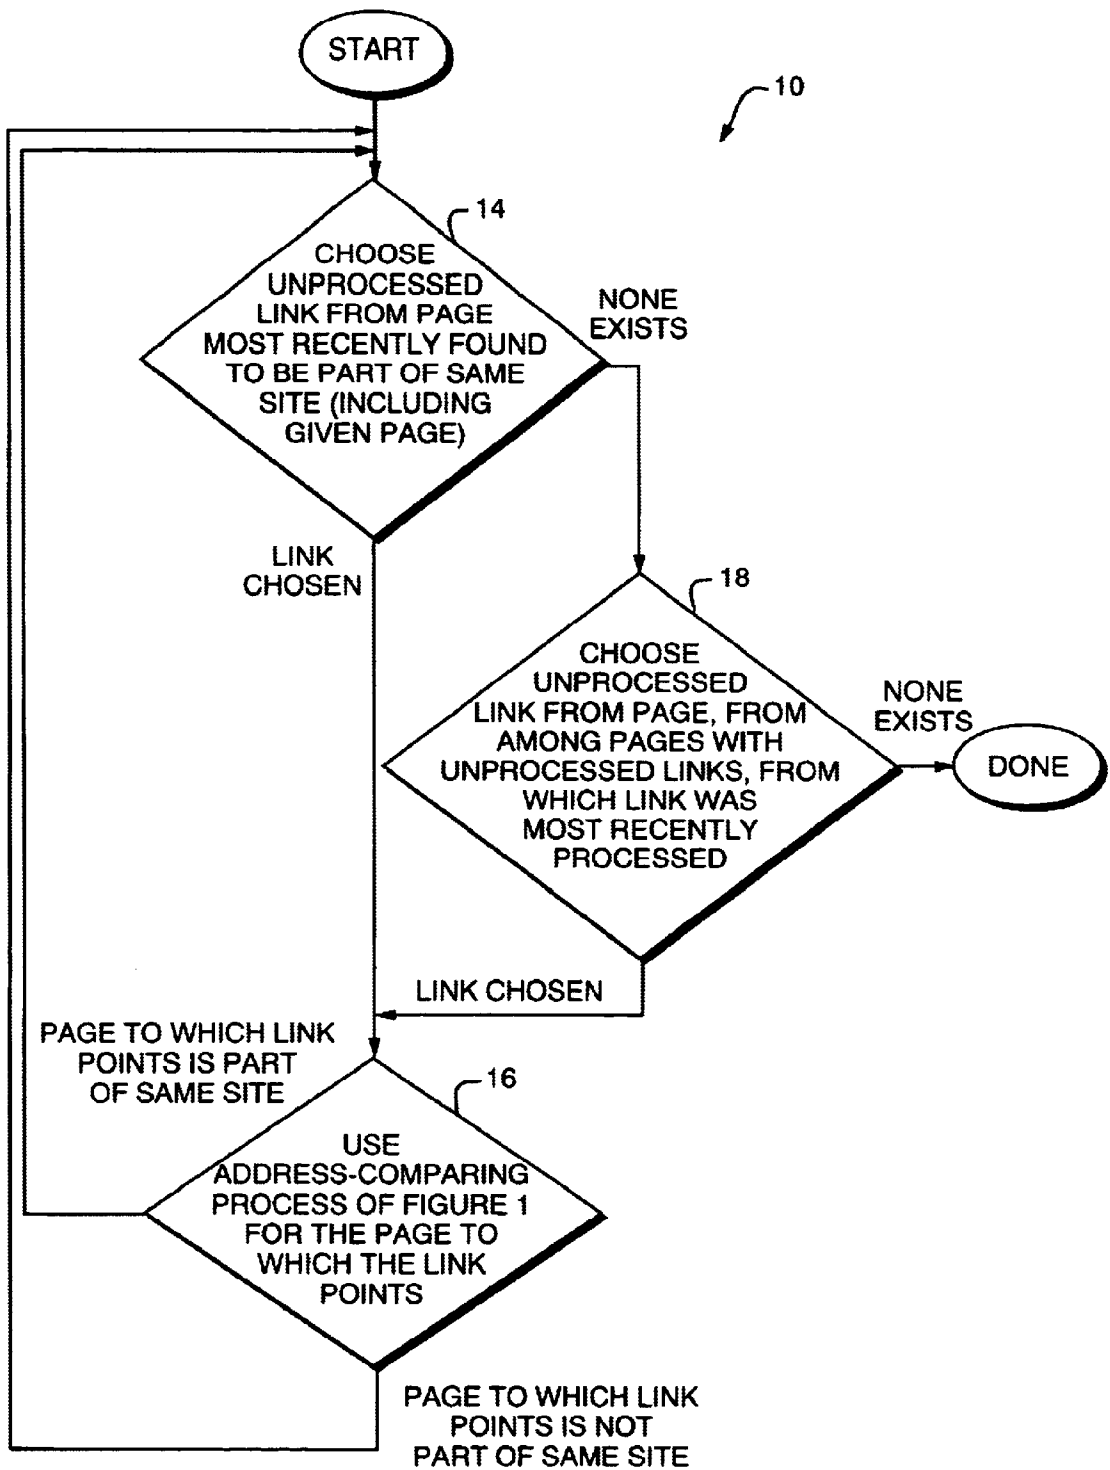 START
10
14
CHOOSE
UNPROCESSED
LINK FROM PAGE
MOST RECENTLY FOUND
TO BE PART OF SAME
SITE (INCLUDING
GIVEN PAGE)
NONE
EXISTS
LINK
CHOSEN
18
CHOOSE
UNPROCESSED
LINK FROM PAGE, FROM
AMONG PAGES WITH
UNPROCESSED LINKS, FROM
WHICH LINK WAS
MOST RECENTLY
PROCESSED
NONE
EXISTS
DONE
LINK CHOSEN
PAGE TO WHICH LINK
POINTS IS PART
OF SAME SITE
16
USE
ADDRESS-COMPARING
PROCESS OF FIGURE 1
FOR THE PAGE TO
WHICH THE LINK
POINTS
PAGE TO WHICH LINK
POINTS IS NOT
PART OF SAME SITE